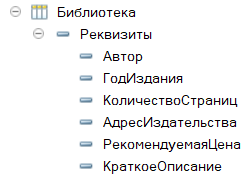 Библиотека
Реквизиты
Автор
ГодИздания
КоличествоСтраниц
АдресИздательства
РекомендуемаяЦена
КраткоеОписание